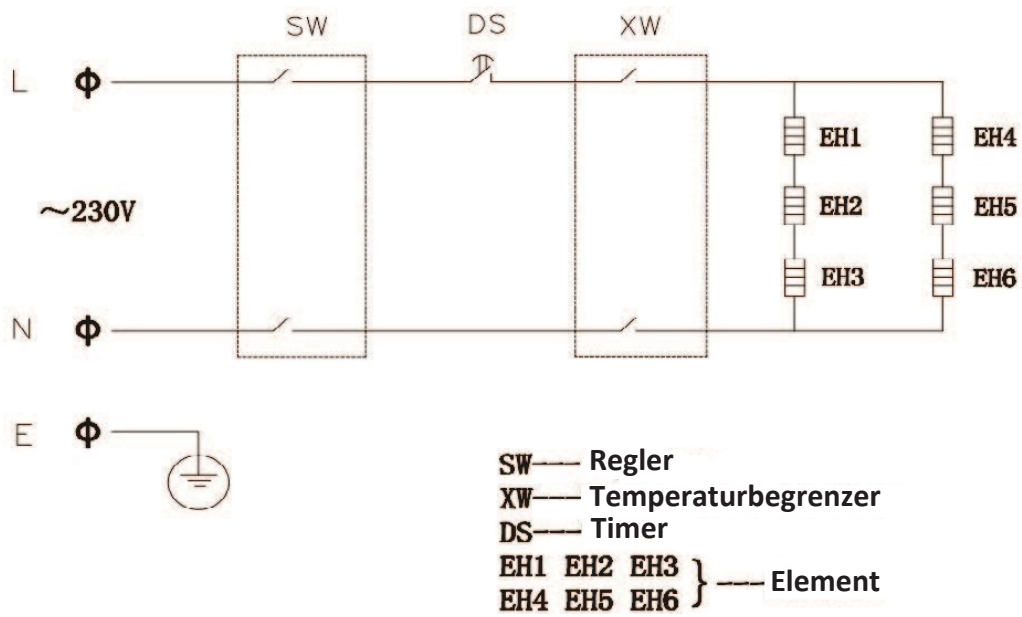 SW DS XW
L Φ
EH1 EH4
~230V EH2 EH5
EH3 EH6
N Φ
E Φ
SW─── Regler
XW─── Temperaturbegrenzer
DS─── Timer
EH1 EH2 EH3
EH4 EH5 EH6 } ─── Element